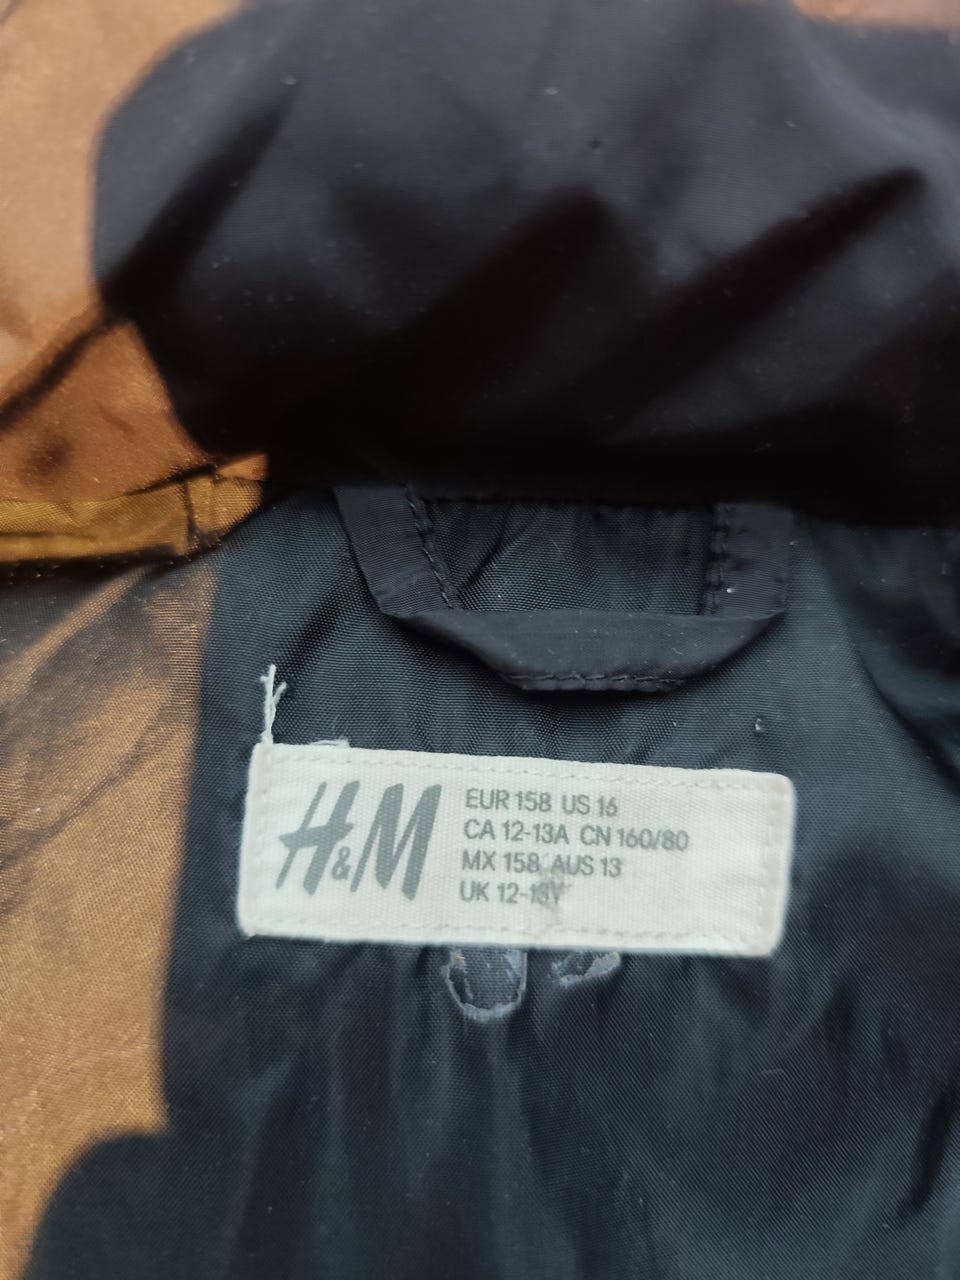 H&M
EUR 158 US 16
CA 12-13A CN 160/80
MX 158 AUS 13
UK 12-13Y